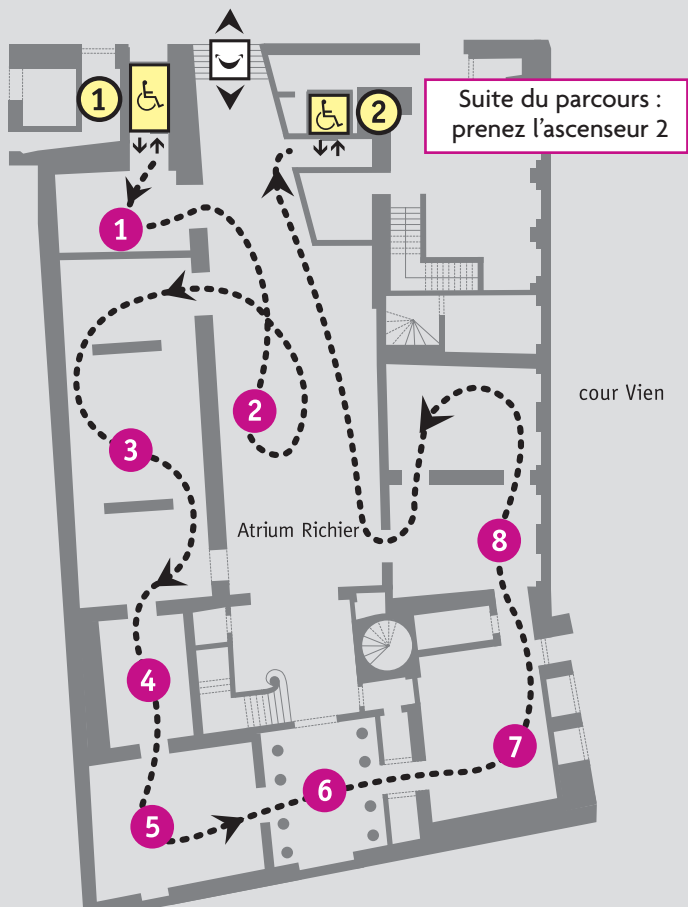 1
2
Suite du parcours :
prenez l’ascenseur 2
1
cour Vien
2
3
Atrium Richier
8
4
7
6
5